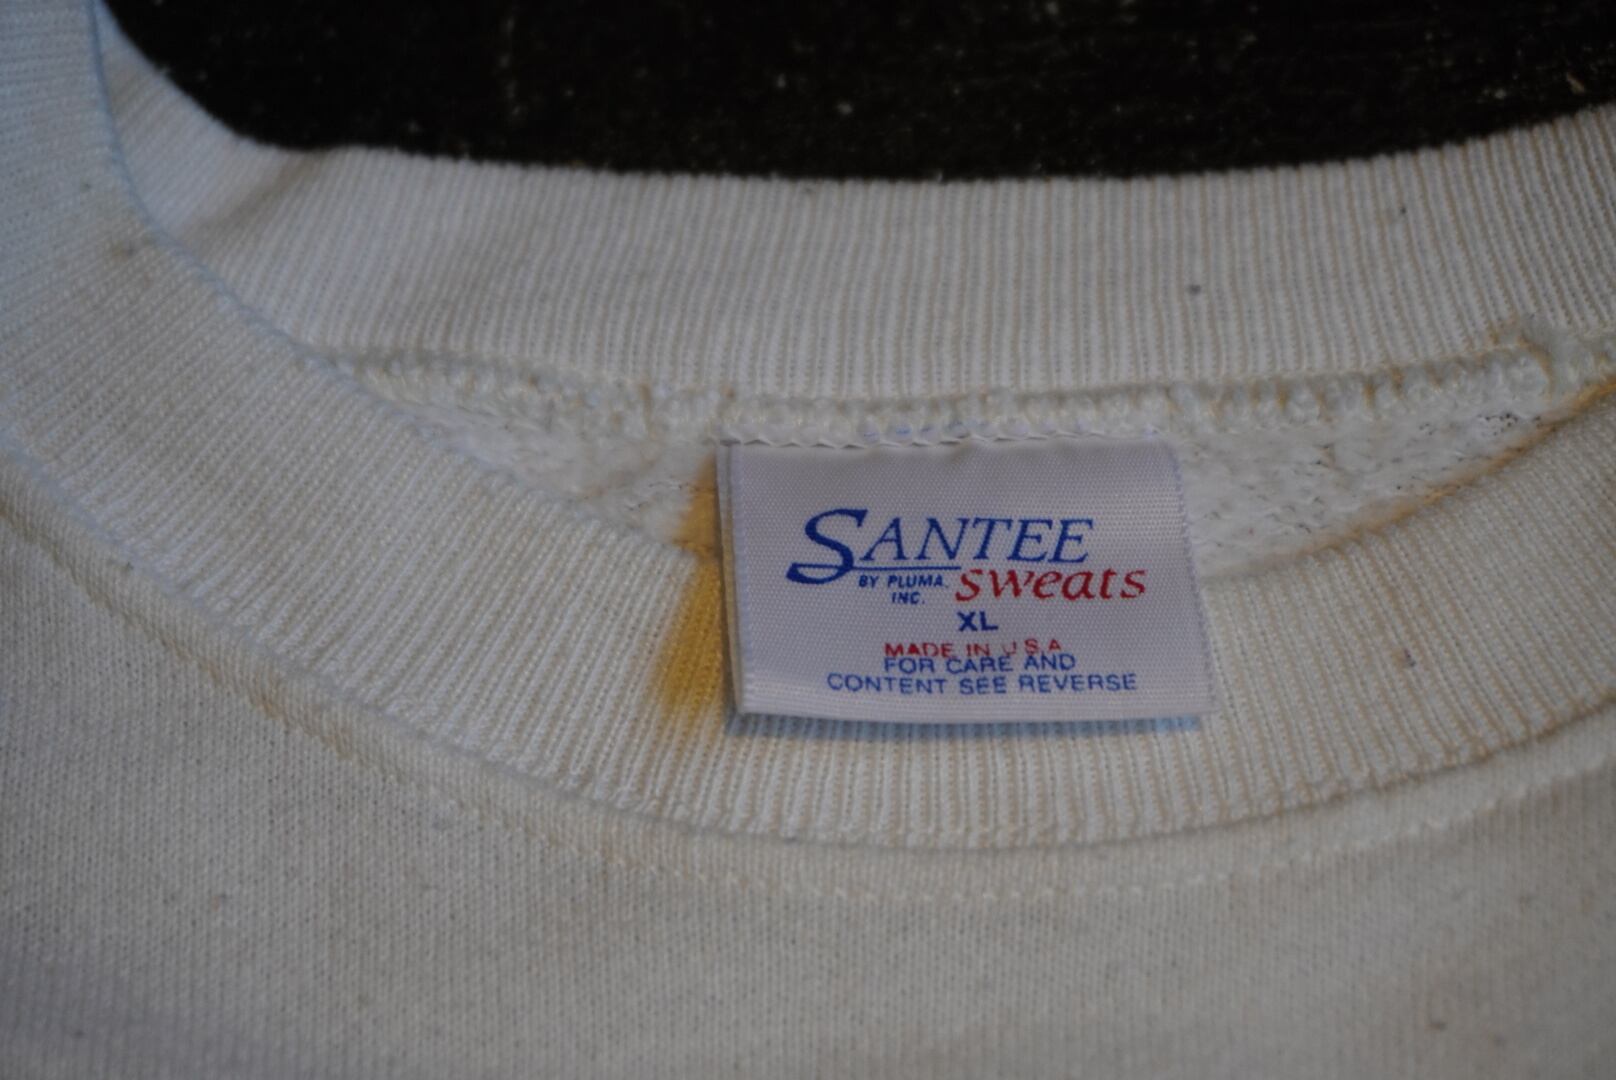 SANTEE
BY PLUMA. sweats
INC.
XL
MADE IN U.S.A
FOR CARE AND
CONTENT SEE REVERSE